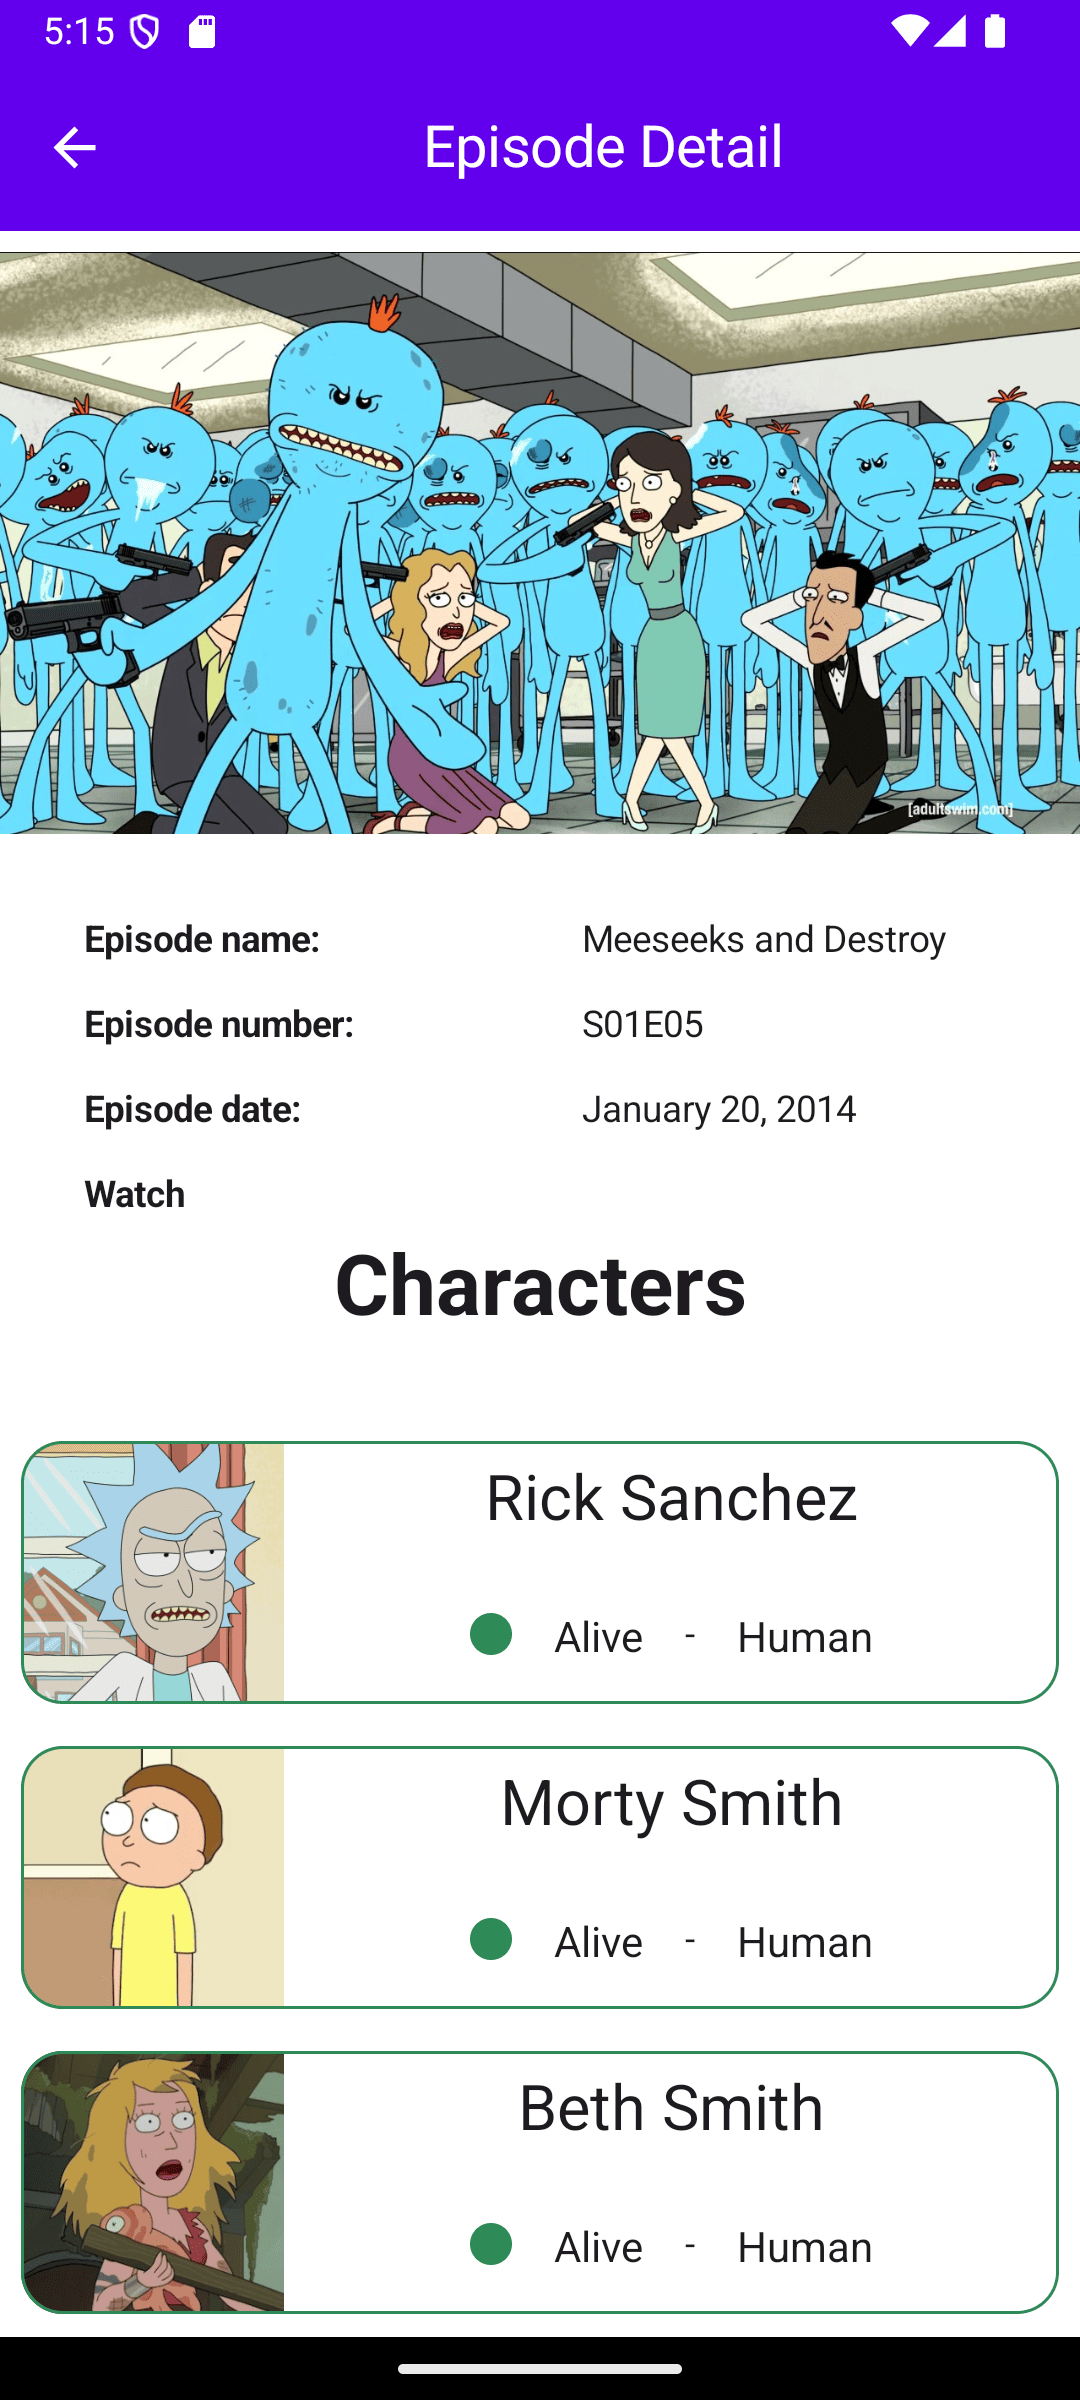 5:15
Episode Detail
[adultswim.com]
Episode name: Meeseeks and Destroy
Episode number: S01E05
Episode date: January 20, 2014
Watch
Characters
Rick Sanchez
Alive - Human
Morty Smith
Alive - Human
Beth Smith
Alive - Human